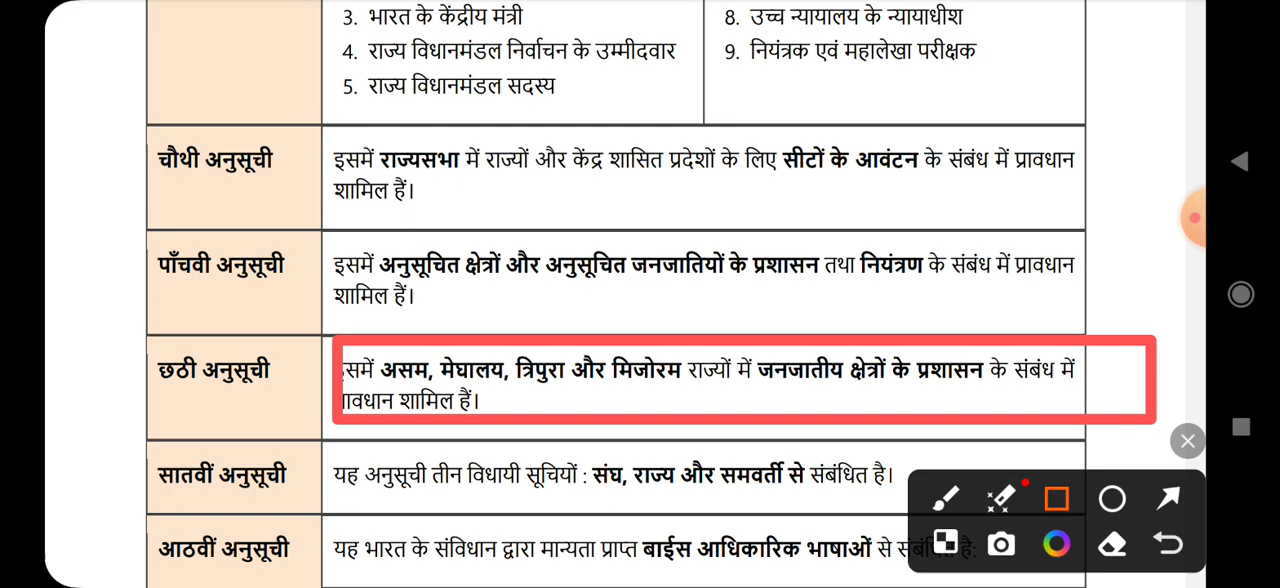 3. भारत के केंद्रीय मंत्री
4. राज्य विधानमंडल निर्वाचन के उम्मीदवार
5. राज्य विधानमंडल सदस्य
8. उच्च न्यायालय के न्यायाधीश
9. नियंत्रक एवं महालेखा परीक्षक
चौथी अनुसूची
इसमें राज्यसभा में राज्यों और केंद्र शासित प्रदेशों के लिए सीटों के आवंटन के संबंध में प्रावधान
शामिल हैं।
पाँचवी अनुसूची
इसमें अनुसूचित क्षेत्रों और अनुसूचित जनजातियों के प्रशासन तथा नियंत्रण के संबंध में प्रावधान
शामिल हैं।
छठी अनुसूची
इसमें असम, मेघालय, त्रिपुरा और मिजोरम राज्यों में जनजातीय क्षेत्रों के प्रशासन के संबंध में
प्रावधान शामिल हैं।
सातवीं अनुसूची
यह अनुसूची तीन विधायी सूचियों : संघ, राज्य और समवर्ती से संबंधित है।
आठवीं अनुसूची
यह भारत के संविधान द्वारा मान्यता प्राप्त बाईस आधिकारिक भाषाओं से संबंधित है: